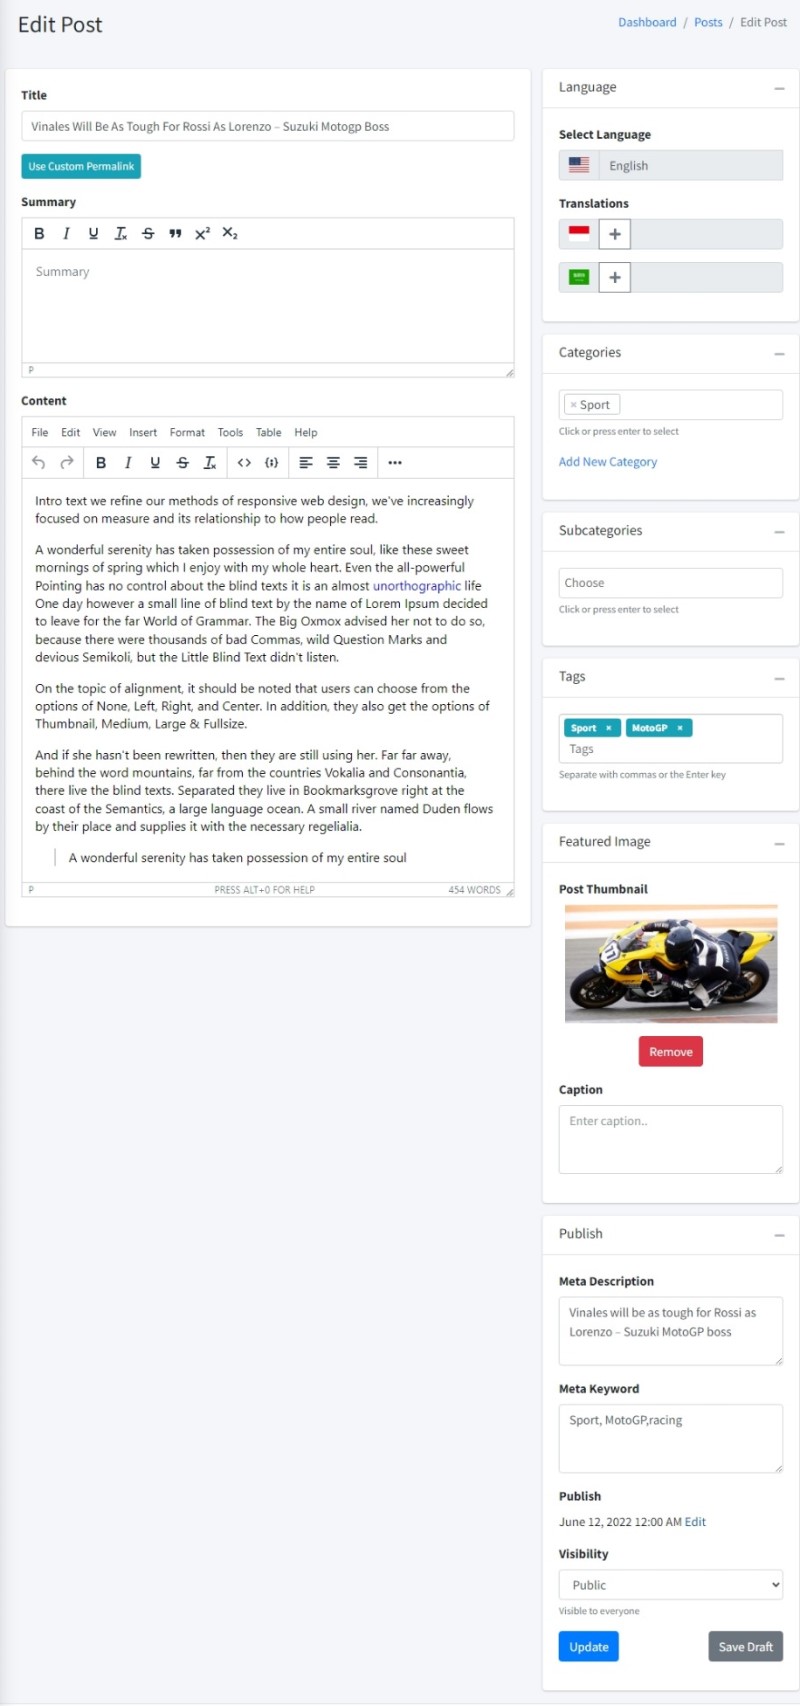 Edit Post
Dashboard / Posts / Edit Post
Title
Vinales Will Be As Tough For Rossi As Lorenzo – Suzuki Motogp Boss
Use Custom Permalink
Summary
B I U Tx S X² X₂
Summary
P
Content
File Edit View Insert Format Tools Table Help
B I U S Tx
Intro text we refine our methods of responsive web design, we've increasingly
focused on measure and its relationship to how people read.
A wonderful serenity has taken possession of my entire soul, like these sweet
mornings of spring which I enjoy with my whole heart. Even the all-powerful
Pointing has no control about the blind texts it is an almost unorthographic life
One day however a small line of blind text by the name of Lorem Ipsum decided
to leave for the far World of Grammar. The Big Oxmox advised her not to do so,
because there were thousands of bad Commas, wild Question Marks and
devious Semikoli, but the Little Blind Text didn't listen.
On the topic of alignment, it should be noted that users can choose from the
options of None, Left, Right, and Center. In addition, they also get the options of
Thumbnail, Medium, Large & Fullsize.
And if she hasn't been rewritten, then they are still using her. Far far away,
behind the word mountains, far from the countries Vokalia and Consonantia,
there live the blind texts. Separated they live in Bookmarksgrove right at the
coast of the Semantics, a large language ocean. A small river named Duden flows
by their place and supplies it with the necessary regelialia.
A wonderful serenity has taken possession of my entire soul
P PRESS ALT+0 FOR HELP 454 WORDS
Language
Select Language
English
Translations
+
+
Categories
× Sport
Click or press enter to select
Add New Category
Subcategories
Choose
Click or press enter to select
Tags
Sport × MotoGP ×
Tags
Separate with commas or the Enter key
Featured Image
Post Thumbnail
77
Remove
Caption
Enter caption..
Publish
Meta Description
Vinales will be as tough for Rossi as
Lorenzo – Suzuki MotoGP boss
Meta Keyword
Sport, MotoGP,racing
Publish
June 12, 2022 12:00 AM Edit
Visibility
Public
Visible to everyone
Update
Save Draft